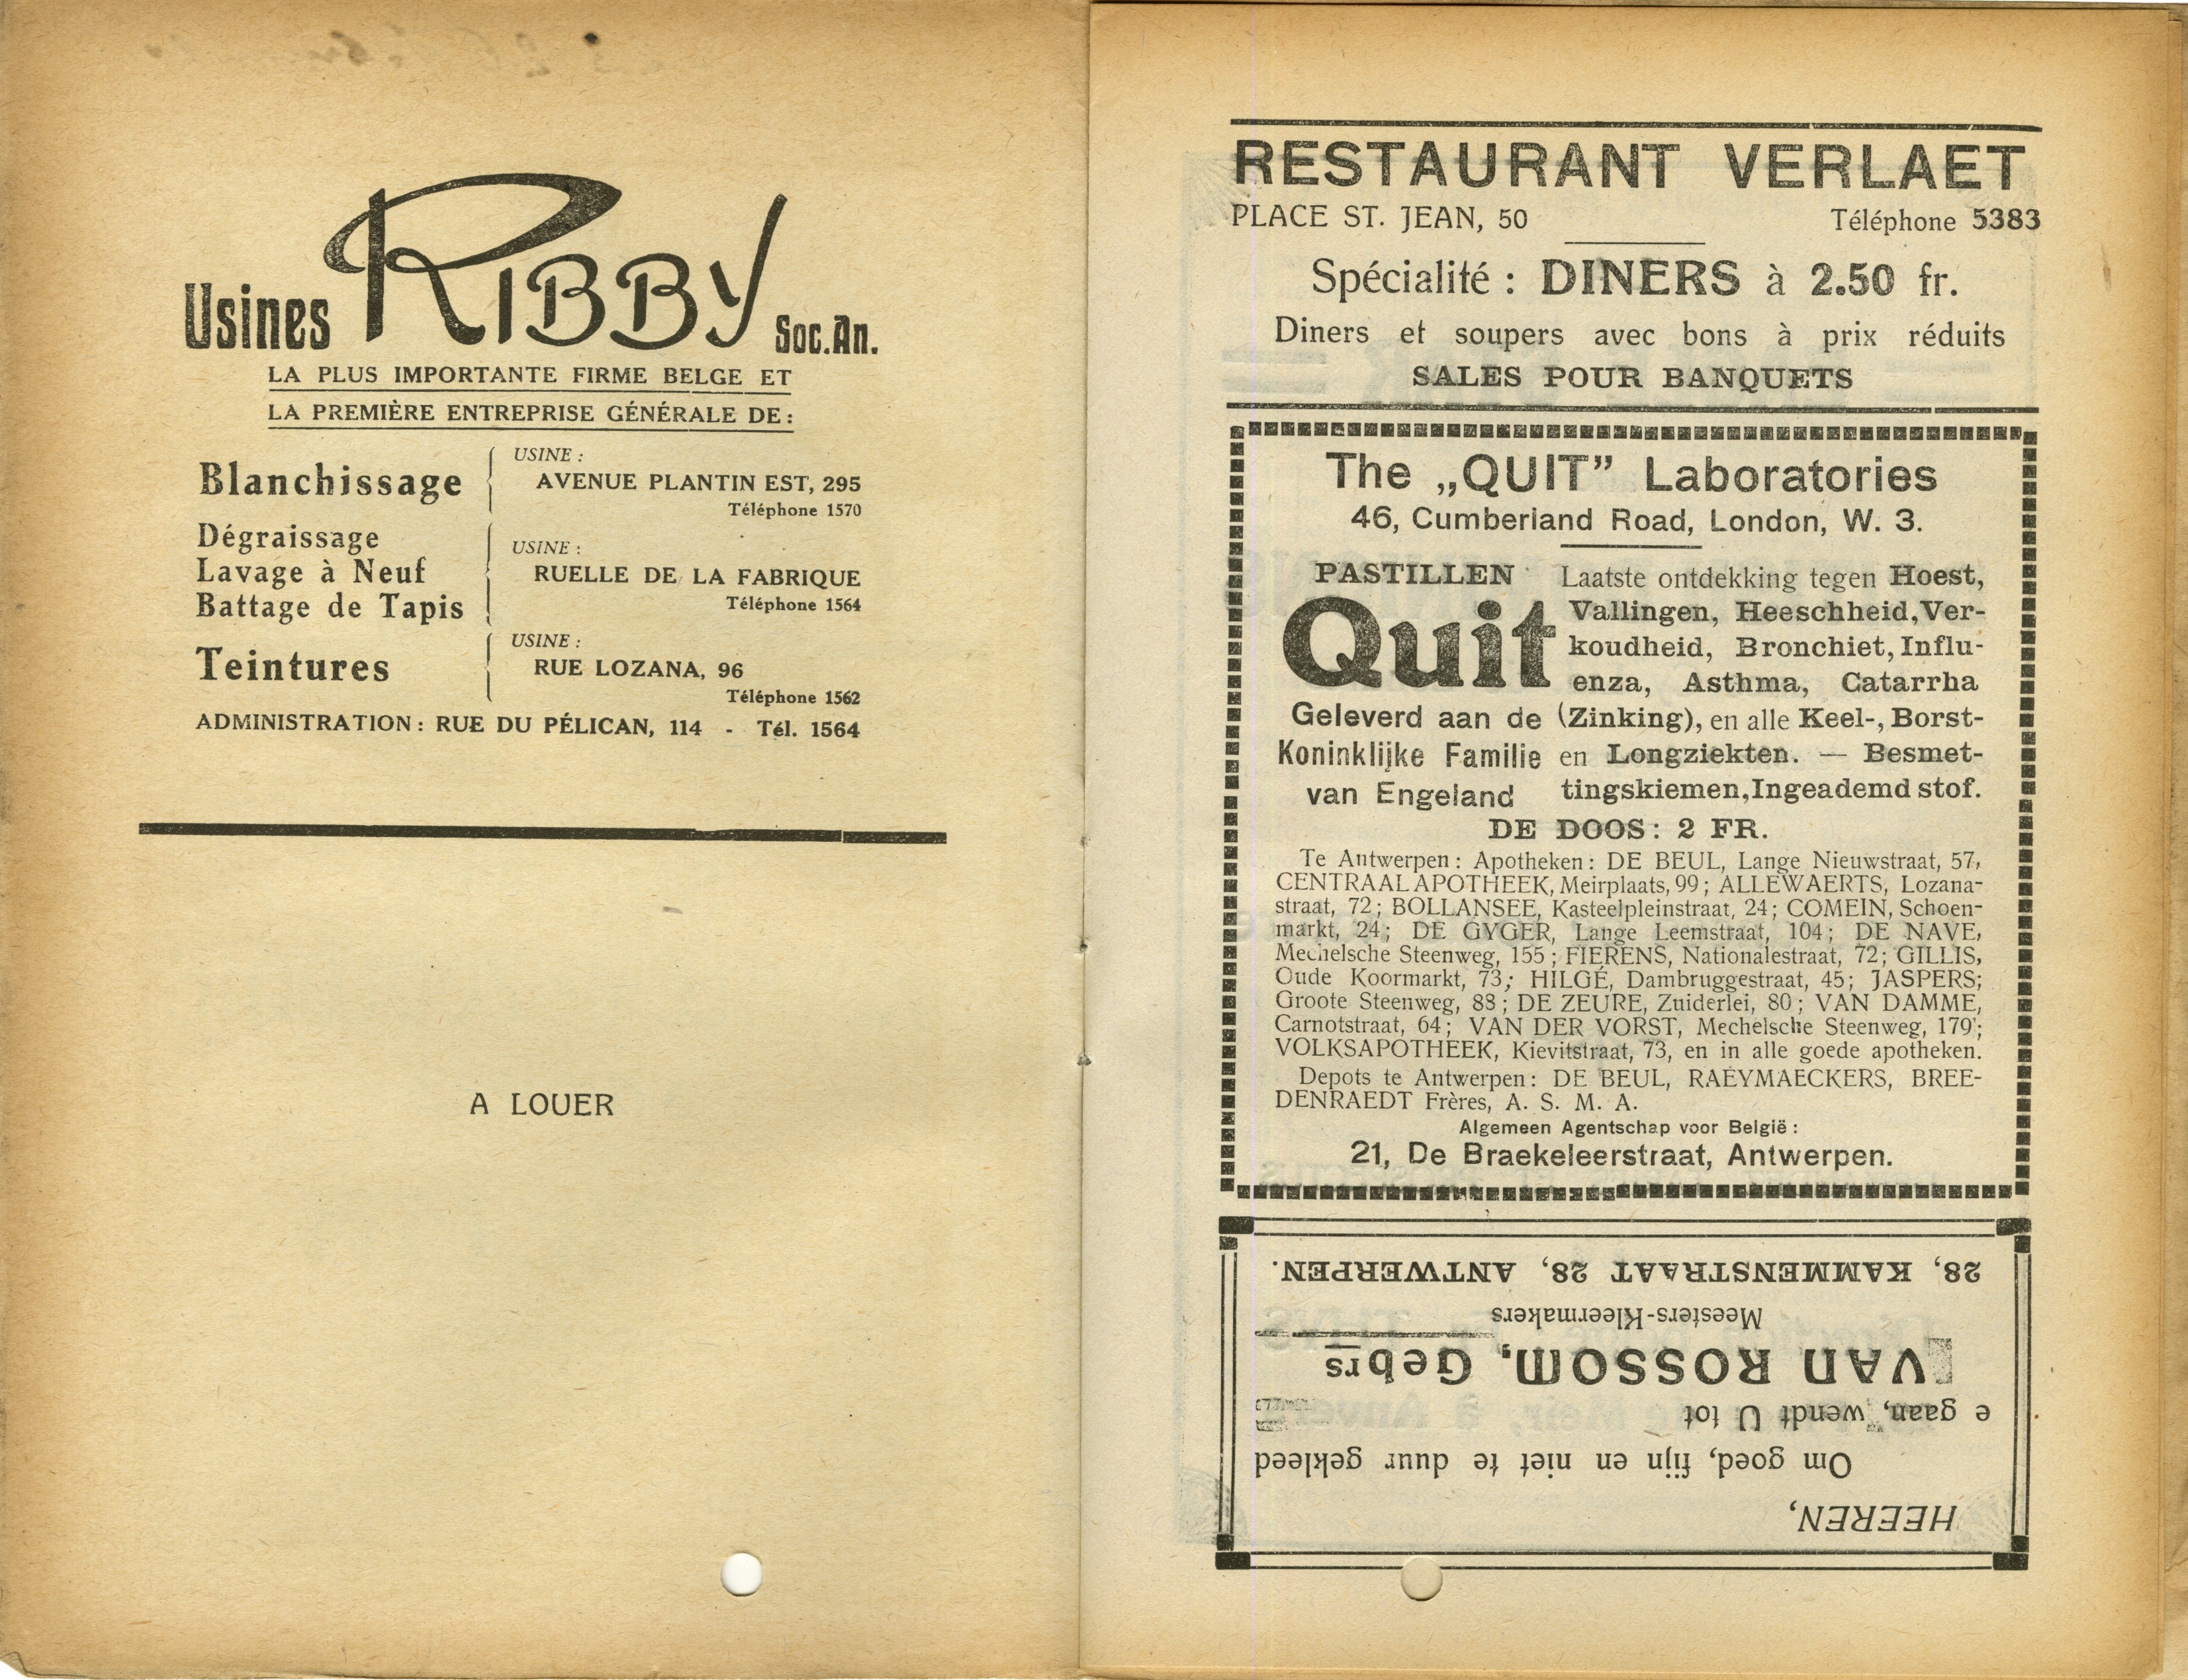 Usines RIBBY Soc. An.
LA PLUS IMPORTANTE FIRME BELGE ET
LA PREMIÈRE ENTREPRISE GÉNÉRALE DE:
Blanchissage
USINE :
AVENUE PLANTIN EST, 295
Téléphone 1570
Dégraissage
Lavage à Neuf
Battage de Tapis
USINE :
RUELLE DE LA FABRIQUE
Téléphone 1564
Teintures
USINE :
RUE LOZANA, 96
Téléphone 1562
ADMINISTRATION: RUE DU PÉLICAN, 114 - Tél. 1564
A LOUER
RESTAURANT VERLAET
PLACE ST. JEAN, 50 Téléphone 5383
Spécialité : DINERS à 2.50 fr.
Diners et soupers avec bons à prix réduits
SALES POUR BANQUETS
The „QUIT” Laboratories
46, Cumberland Road, London, W. 3.
PASTILLEN
Quit
Geleverd aan de
Koninklijke Familie
van Engeland
Laatste ontdekking tegen Hoest,
Vallingen, Heeschheid, Ver-
koudheid, Bronchiet, Influ-
enza, Asthma, Catarrha
(Zinking), en alle Keel-, Borst-
en Longziekten. — Besmet-
tingskiemen, Ingeademd stof.
DE DOOS: 2 FR.
Te Antwerpen : Apotheken : DE BEUL, Lange Nieuwstraat, 57,
CENTRAAL APOTHEEK, Meirplaats, 99 ; ALLEWAERTS, Lozana-
straat, 72 ; BOLLANSEE, Kasteelpleinstraat, 24 ; COMEIN, Schoen-
markt, 24 ; DE GYGER, Lange Leemstraat, 104 ; DE NAVE,
Mechelsche Steenweg, 155 ; FIERENS, Nationalestraat, 72 ; GILLIS,
Oude Koormarkt, 73 ; HILGÉ, Dambruggestraat, 45 ; JASPERS;
Groote Steenweg, 88 ; DE ZEURE, Zuiderlei, 80 ; VAN DAMME,
Carnotstraat, 64 ; VAN DER VORST, Mechelsche Steenweg, 179 ;
VOLKSAPOTHEEK, Kievitstraat, 73, en in alle goede apotheken.
Depots te Antwerpen : DE BEUL, RAEYMAECKERS, BREE-
DENRAEDT Frères, A. S. M. A.
Algemeen Agentschap voor België :
21, De Braekeleerstraat, Antwerpen.
HEEREN,
Om goed, fijn en niet te duur gekleed
e gaan, wendt U tot
VAN ROSSOM, Gebrs
Meesters-Kleermakers
28, KAMMENSTRAAT 28, ANTWERPEN.